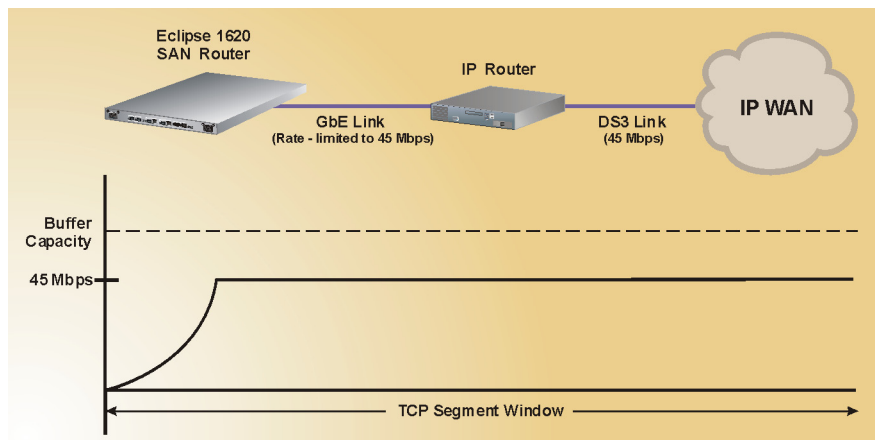 Eclipse 1620
SAN Router
IP Router
IP WAN
GbE Link
(Rate - limited to 45 Mbps)
DS3 Link
(45 Mbps)
Buffer
Capacity
45 Mbps
TCP Segment Window